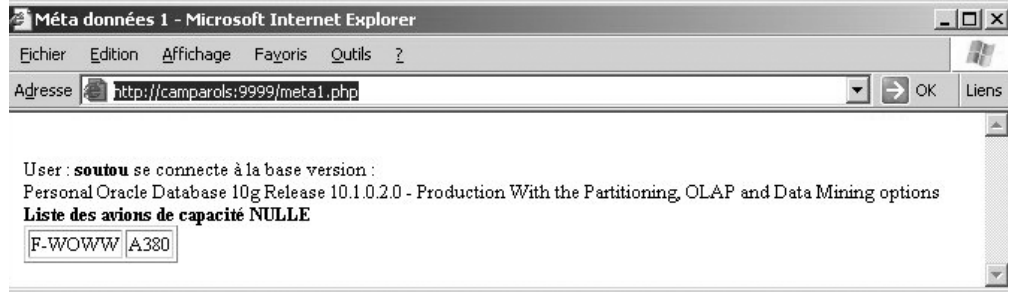 Méta données 1 - Microsoft Internet Explorer
Fichier Edition Affichage Favoris Outils ?
Adresse http://camparols:9999/meta1.php OK Liens
User : soutou se connecte à la base version :
Personal Oracle Database 10g Release 10.1.0.2.0 - Production With the Partitioning, OLAP and Data Mining options
Liste des avions de capacité NULLE
F-WOWW A380